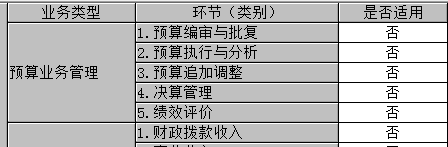 业务类型 环节（类别） 是否适用
1.预算编审与批复 否
2.预算执行与分析 否
预算业务管理 3.预算追加调整 否
4.决算管理 否
5.绩效评价 否
1.财政拨款收入 否